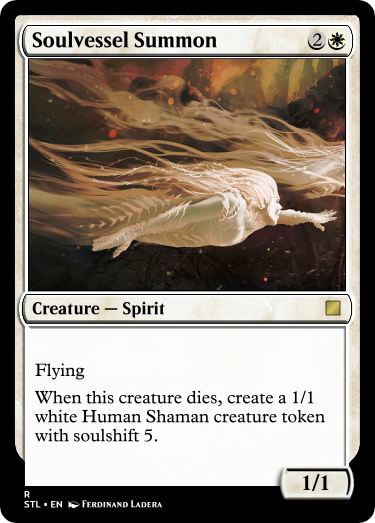 Soulvessel Summon 2
Creature — Spirit
Flying
When this creature dies, create a 1/1
white Human Shaman creature token
with soulshift 5.
1/1
R
STL • EN Ferdinand Ladera